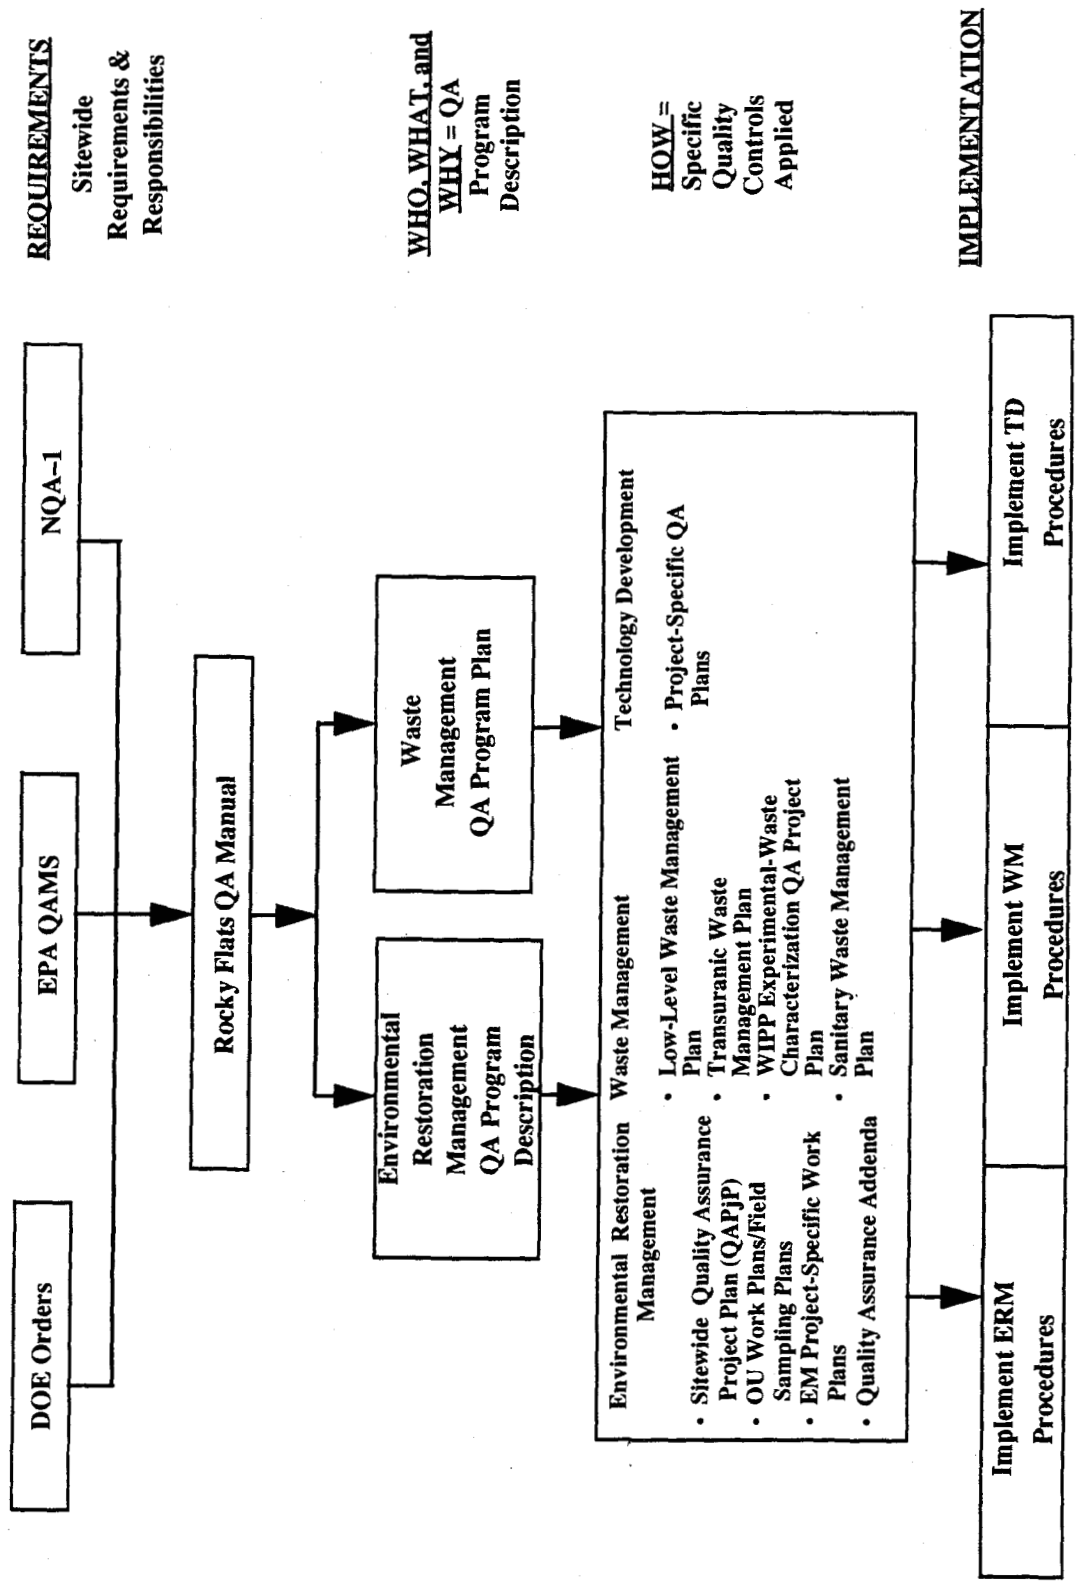 DOE Orders
EPA QAMS
NQA–1
REQUIREMENTS
Sitewide
Requirements &
Responsibilities
Rocky Flats QA Manual
Environmental
Restoration
Management
QA Program
Description
Waste
Management
QA Program Plan
WHO, WHAT, and
WHY = QA
Program
Description
Environmental Restoration
Management
• Sitewide Quality Assurance
Project Plan (QAPjP)
• OU Work Plans/Field
Sampling Plans
• EM Project-Specific Work
Plans
• Quality Assurance Addenda
Waste Management
• Low-Level Waste Management
Plan
• Transuranic Waste
Management Plan
• WIPP Experimental-Waste
Characterization QA Project
Plan
• Sanitary Waste Management
Plan
Technology Development
• Project-Specific QA
Plans
HOW =
Specific
Quality
Controls
Applied
Implement ERM
Procedures
Implement WM
Procedures
Implement TD
Procedures
IMPLEMENTATION